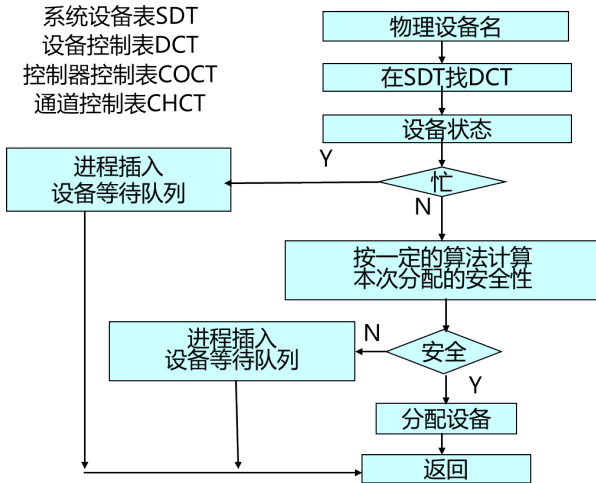 系统设备表SDT
设备控制表DCT
控制器控制表COCT
通道控制表CHCT
物理设备名
在SDT找DCT
设备状态
Y
忙
进程插入
设备等待队列
N
按一定的算法计算
本次分配的安全性
进程插入
设备等待队列
N
安全
Y
分配设备
返回